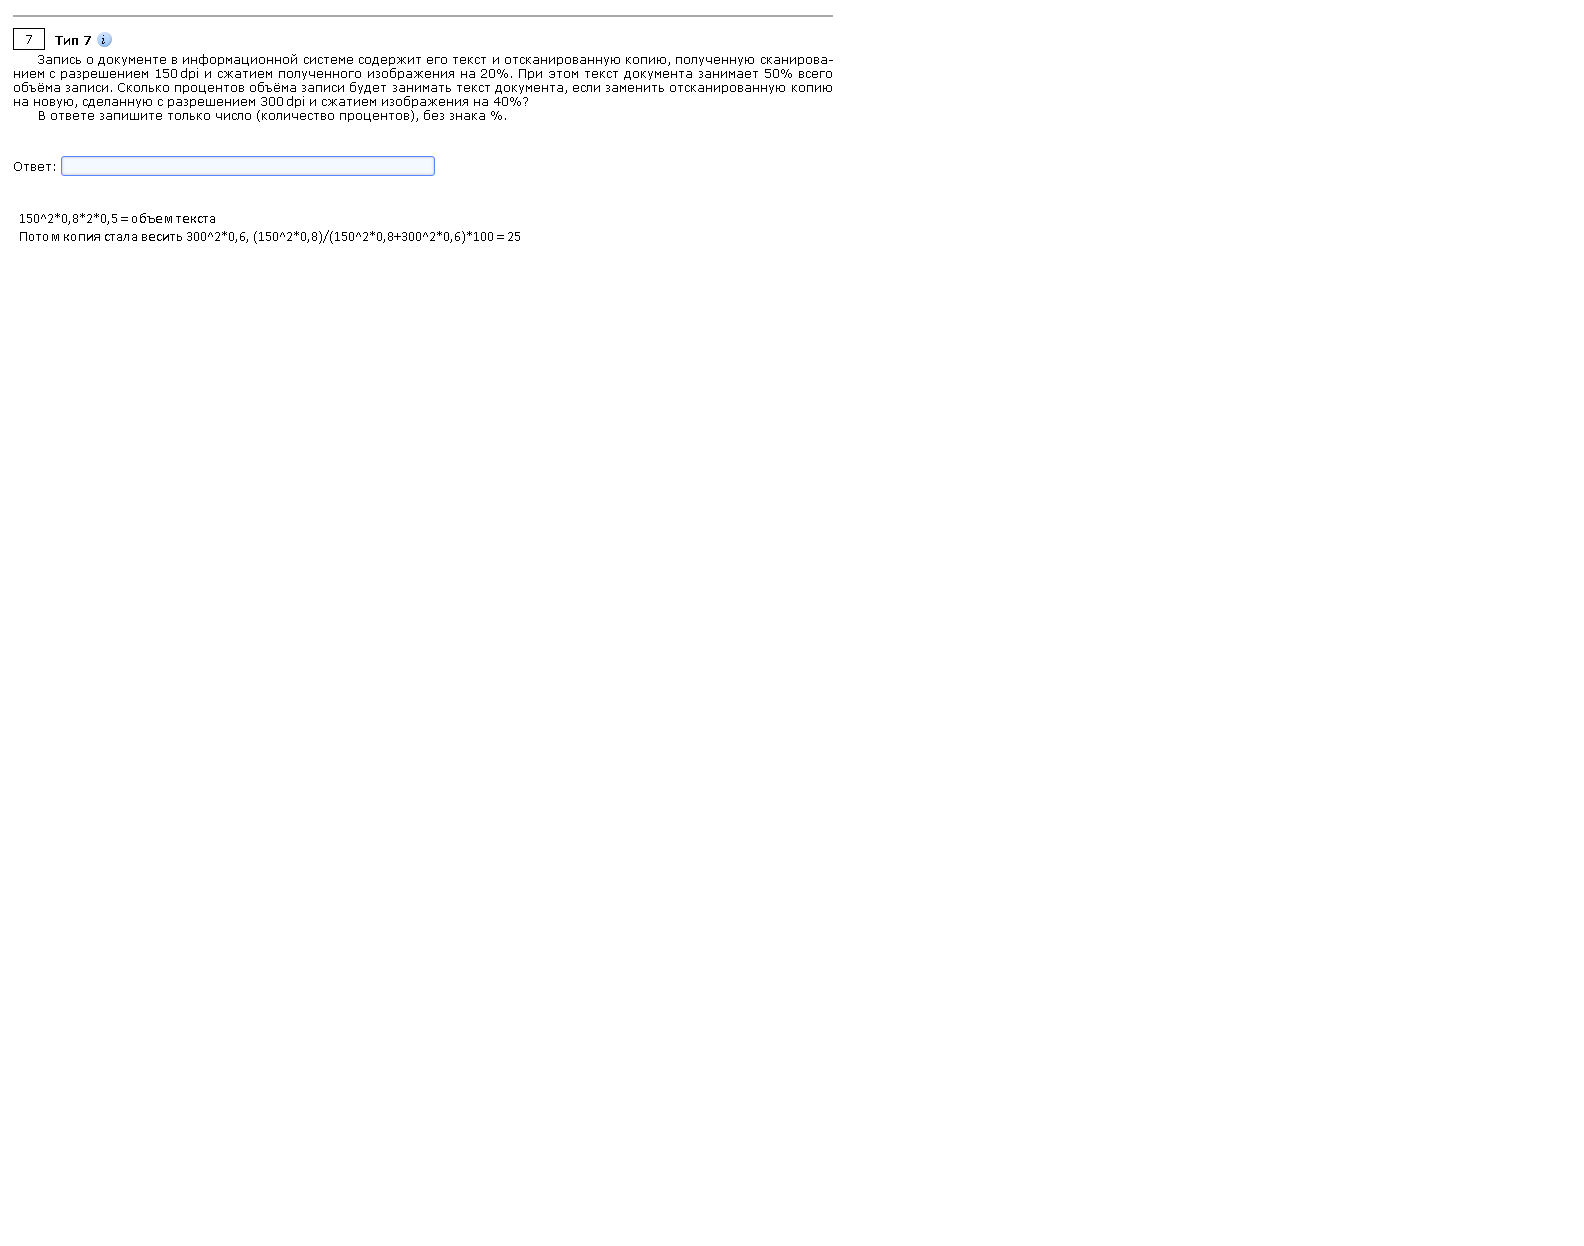 7 Тип 7 i
Запись о документе в информационной системе содержит его текст и отсканированную копию, полученную сканирова-
нием с разрешением 150 dpi и сжатием полученного изображения на 20%. При этом текст документа занимает 50% всего
объёма записи. Сколько процентов объёма записи будет занимать текст документа, если заменить отсканированную копию
на новую, сделанную с разрешением 300 dpi и сжатием изображения на 40%?
В ответе запишите только число (количество процентов), без знака %.
Ответ:
150^2*0,8*2*0,5 = объем текста
Потом копия стала весить 300^2*0,6, (150^2*0,8)/(150^2*0,8+300^2*0,6)*100 = 25